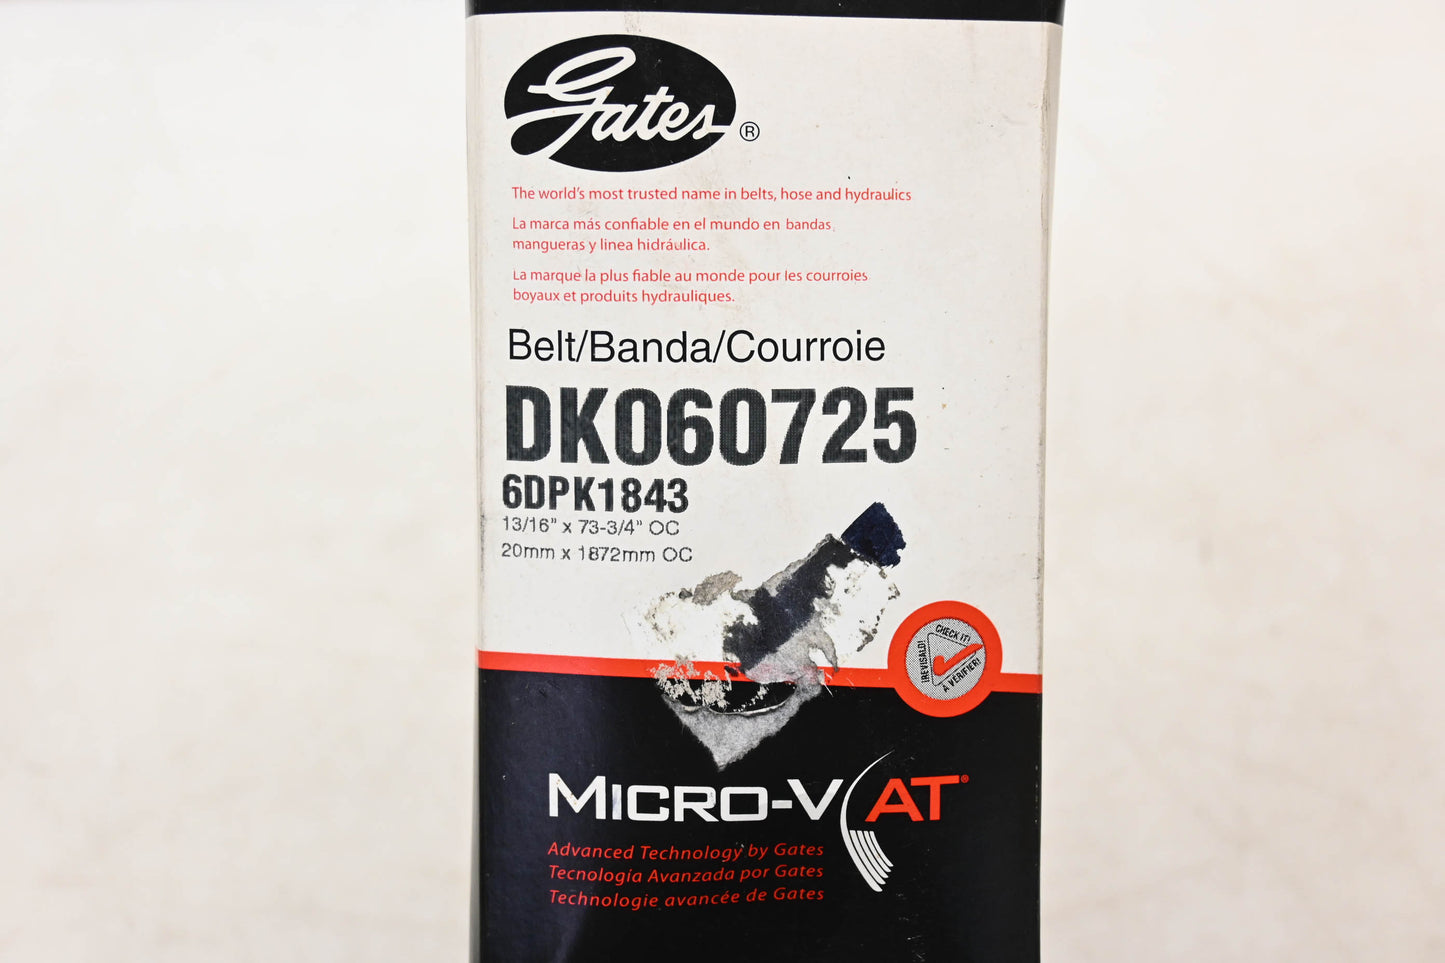 Gates®
The world's most trusted name in belts, hose and hydraulics
La marca más confiable en el mundo en bandas,
mangueras y linea hidráulica.
La marque la plus fiable au monde pour les courroies
boyaux et produits hydrauliques.
Belt/Banda/Courroie
DK060725
6DPK1843
13/16" x 73-3/4" OC
20mm x 1872mm OC
CHECK IT!
¡REVISALO!
A VÉRIFIER!
MICRO-V AT®
Advanced Technology by Gates
Tecnología Avanzada por Gates
Technologie avancée de Gates